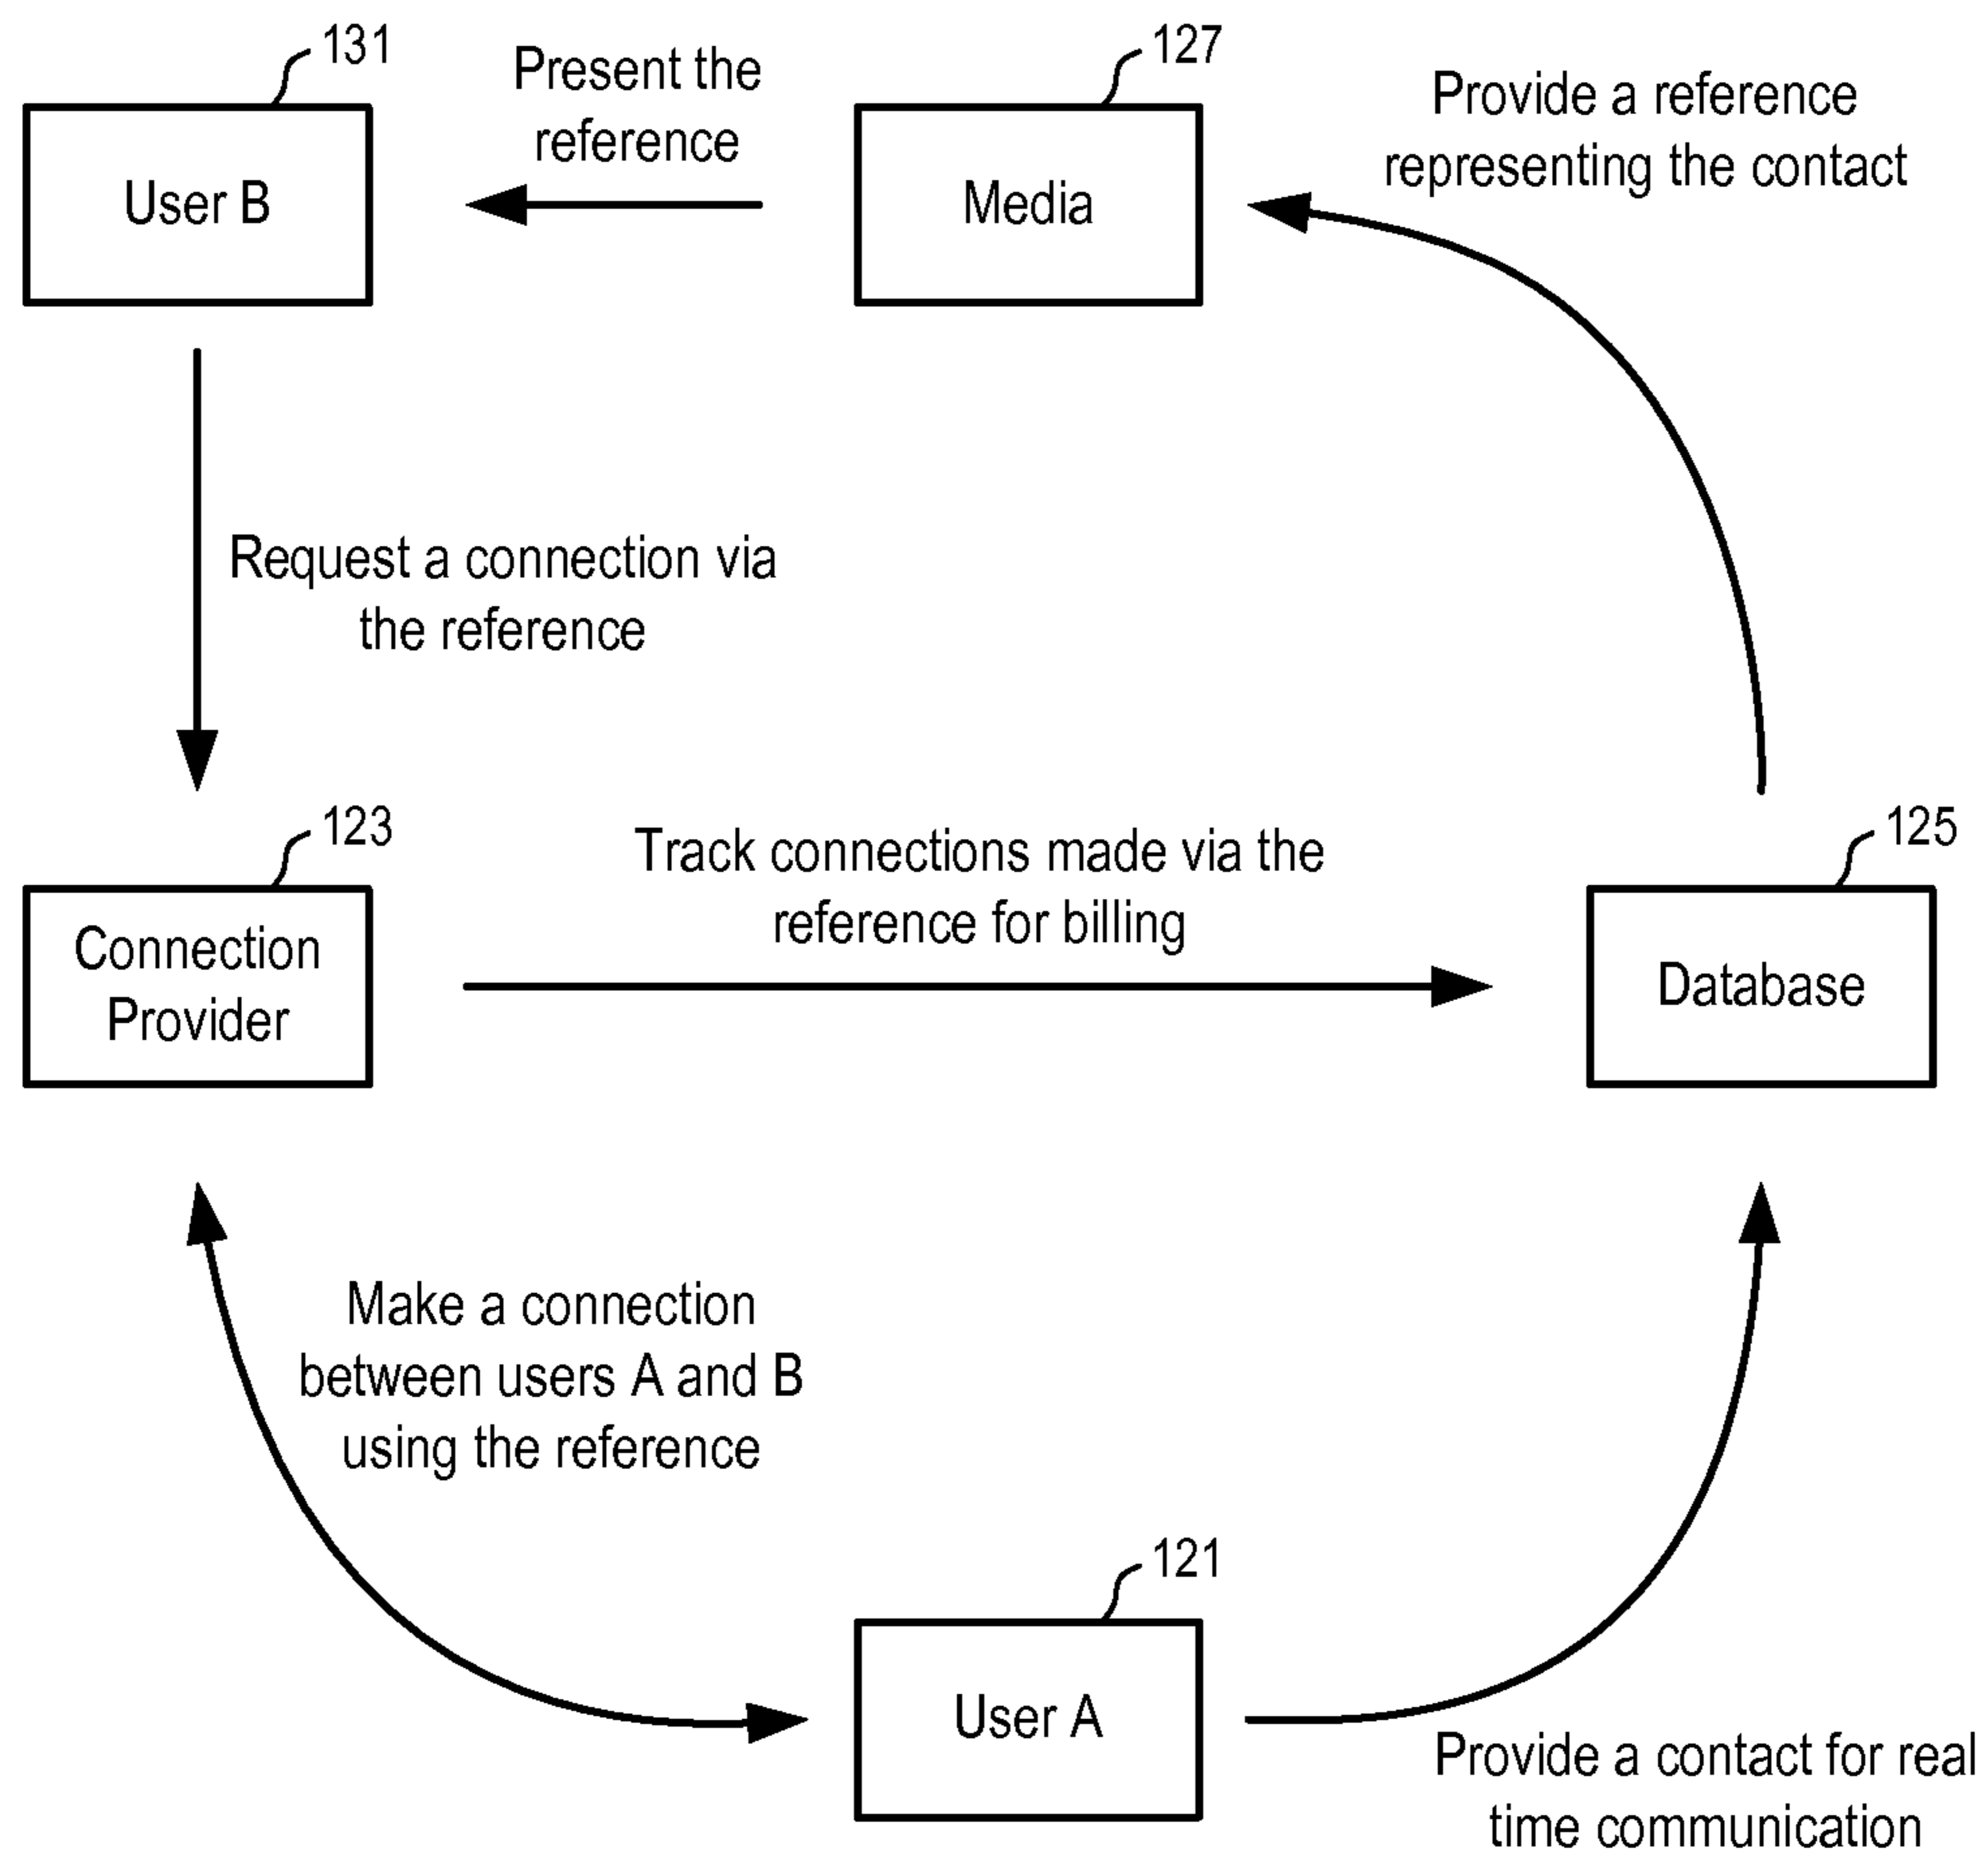 131
Present the
reference
127
Provide a reference
representing the contact
User B
Media
Request a connection via
the reference
123
Track connections made via the
reference for billing
125
Connection
Provider
Database
Make a connection
between users A and B
using the reference
121
User A
Provide a contact for real
time communication